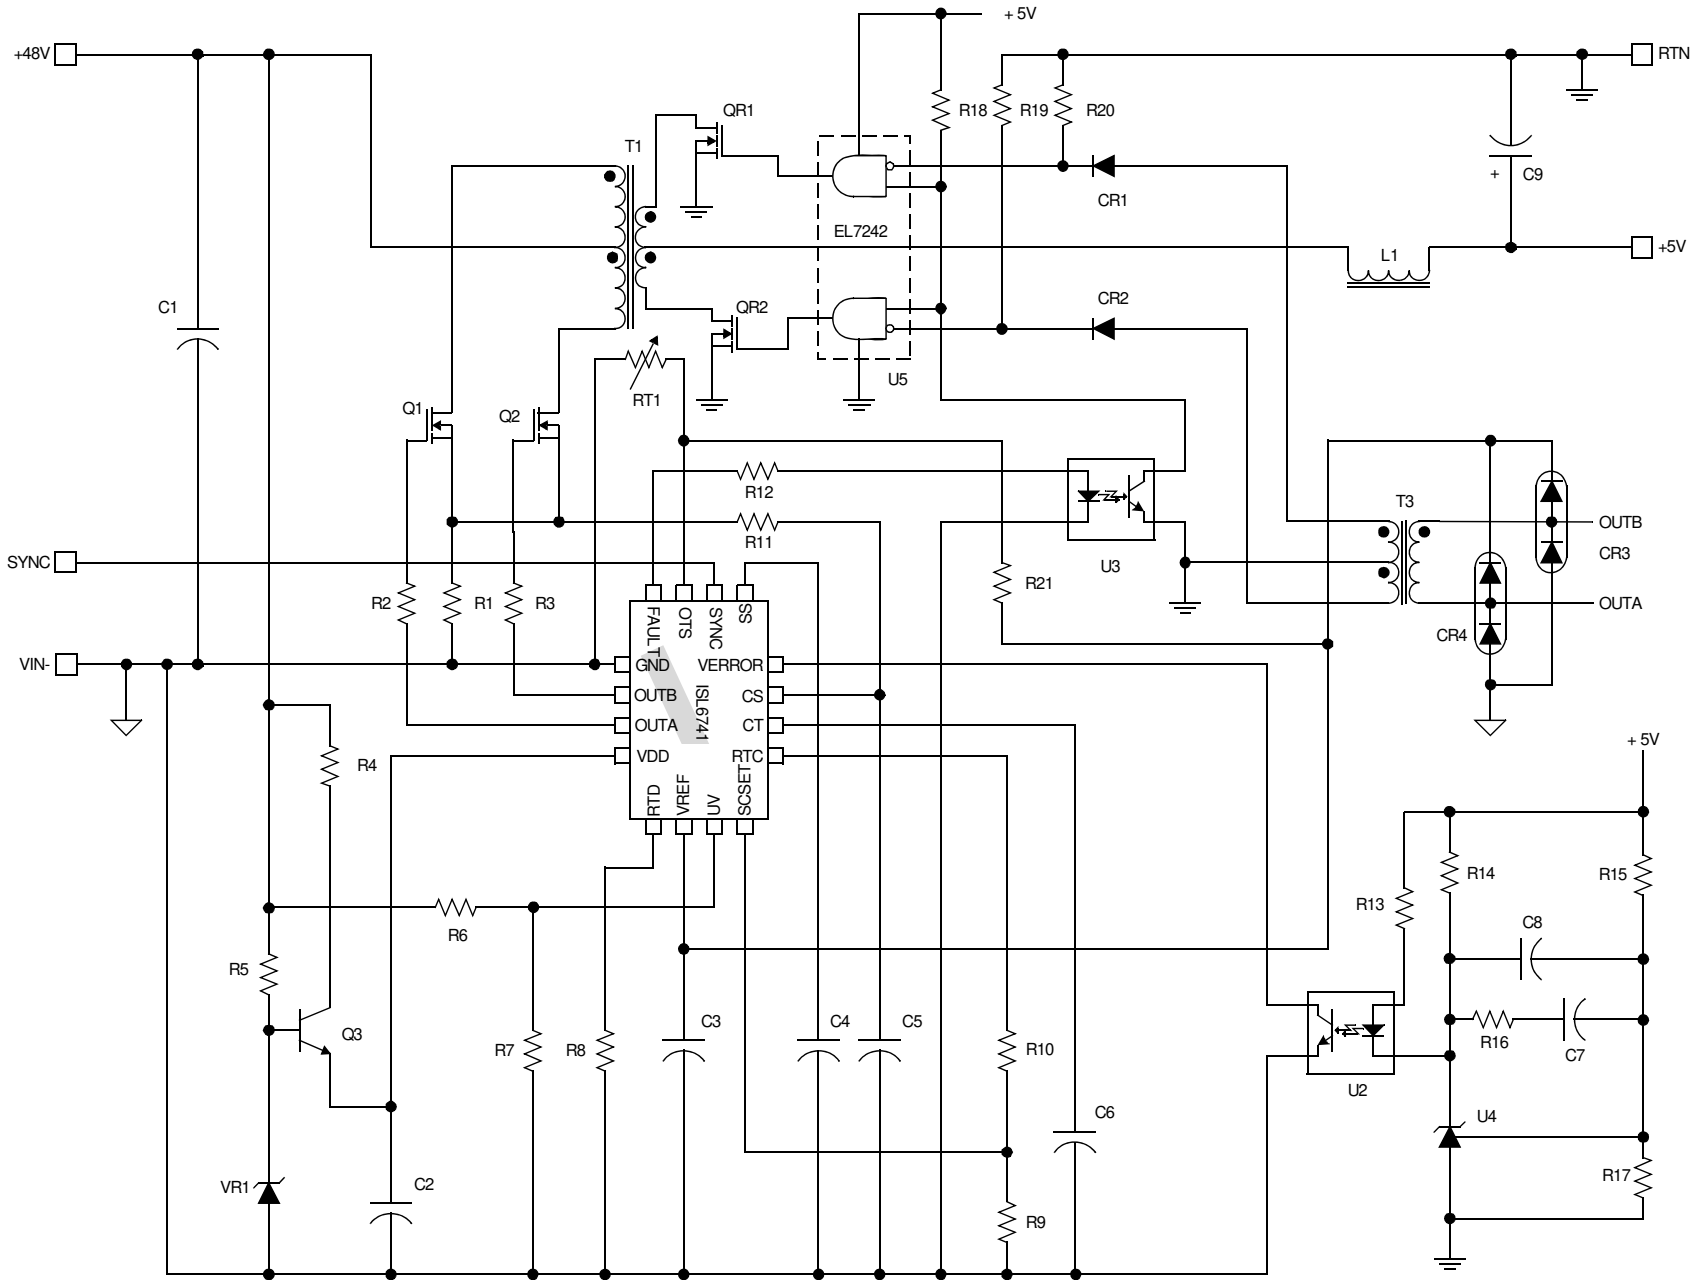 + 5V
+48V
RTN
R18
R19
R20
QR1
T1
C9
+
CR1
EL7242
+5V
L1
C1
CR2
QR2
U5
RT1
Q1
Q2
R12
T3
R11
OUTB
CR3
U3
SYNC
R21
R2
R1
R3
OUTA
FAULT
OTS
SYNC
SS
CR4
VIN-
GND
VERROR
OUTB
CS
ISL6741
OUTA
CT
VDD
RTC
RTD
VREF
UV
SCSET
+ 5V
R4
R14
R15
R13
C8
R6
R5
Q3
C3
C4
C5
R7
R8
R10
R16
C7
U2
C6
U4
R17
VR1
C2
R9